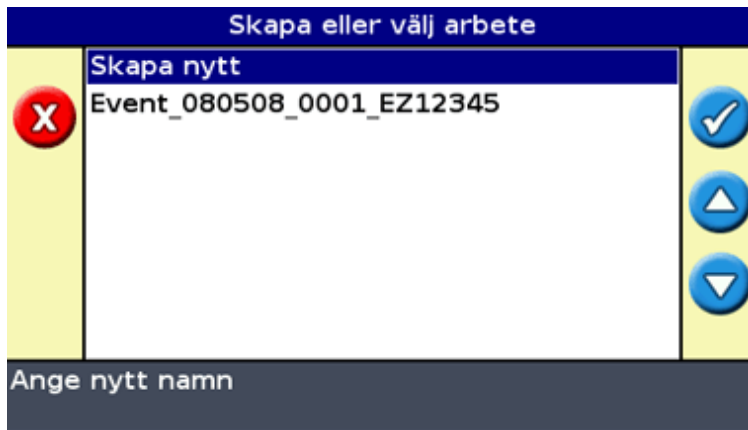 Skapa eller välj arbete
Skapa nytt
Event_080508_0001_EZ12345
Ange nytt namn